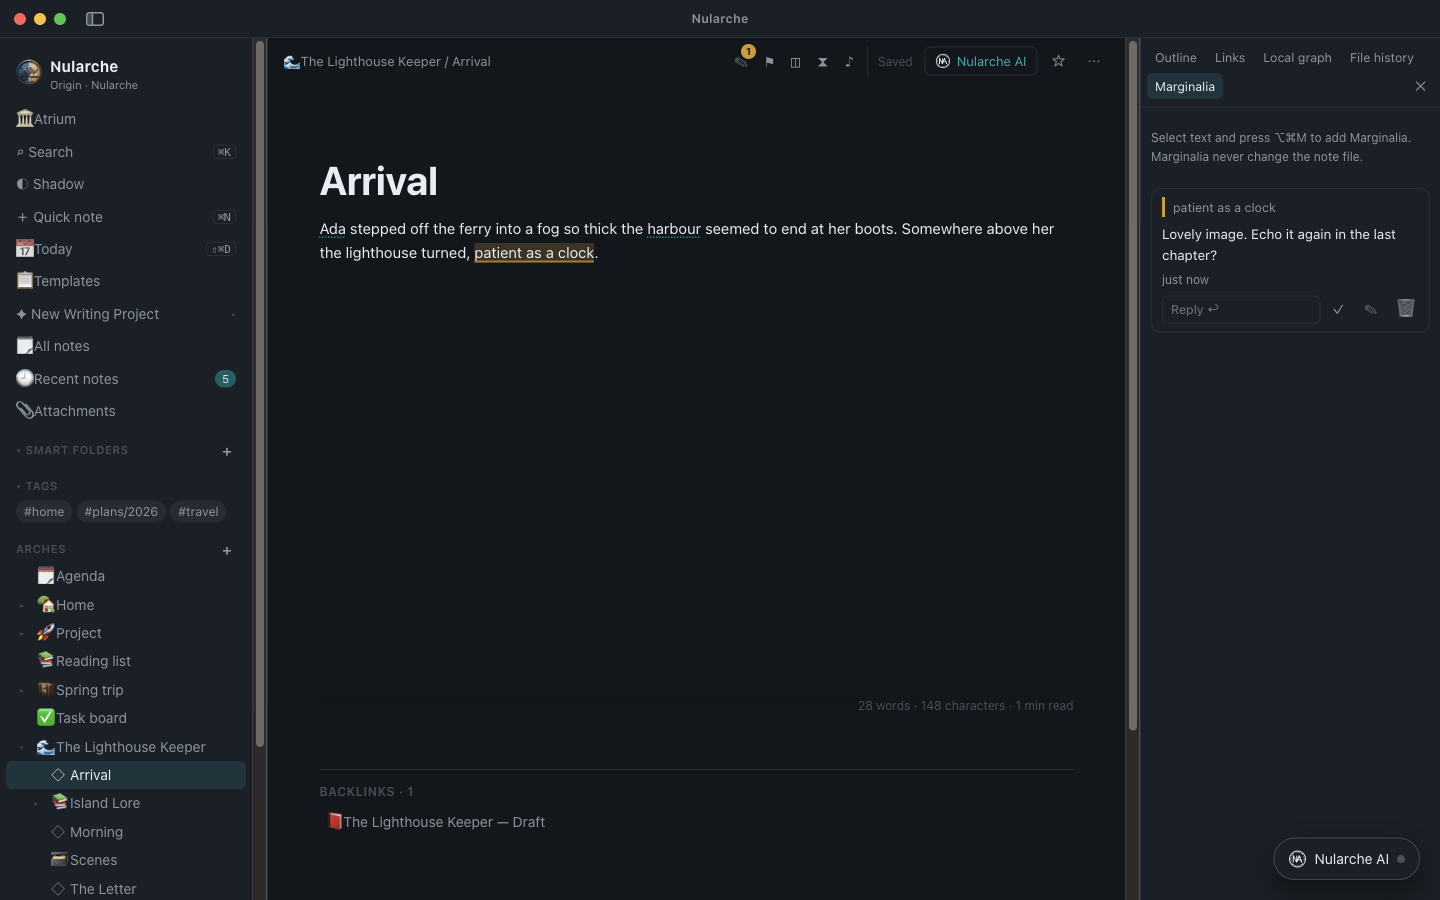 Nularche
Nularche
Origin · Nularche
Atrium
Search ⌘K
Shadow
+ Quick note ⌘N
Today ⇧⌘D
Templates
New Writing Project
All notes
Recent notes 5
Attachments
SMART FOLDERS +
TAGS
#home #plans/2026 #travel
ARCHES +
Agenda
Home
Project
Reading list
Spring trip
Task board
The Lighthouse Keeper
Arrival
Island Lore
Morning
Scenes
The Letter
The Lighthouse Keeper / Arrival
1
Saved
NA Nularche AI
Arrival
Ada stepped off the ferry into a fog so thick the harbour seemed to end at her boots. Somewhere above her
the lighthouse turned, patient as a clock.
28 words · 148 characters · 1 min read
BACKLINKS · 1
The Lighthouse Keeper — Draft
Outline Links Local graph File history
Marginalia
Select text and press ⌥⌘M to add Marginalia.
Marginalia never change the note file.
patient as a clock
Lovely image. Echo it again in the last
chapter?
just now
Reply ↩
NA Nularche AI